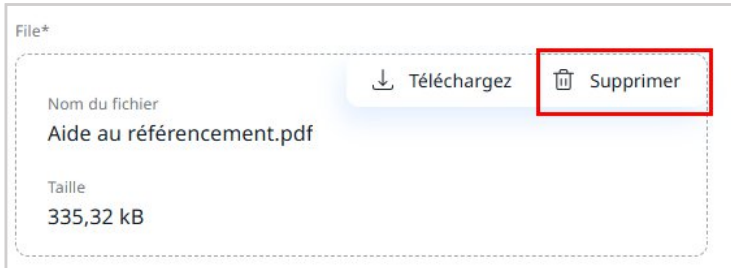 File*
Téléchargez
Supprimer
Nom du fichier
Aide au référencement.pdf
Taille
335,32 kB